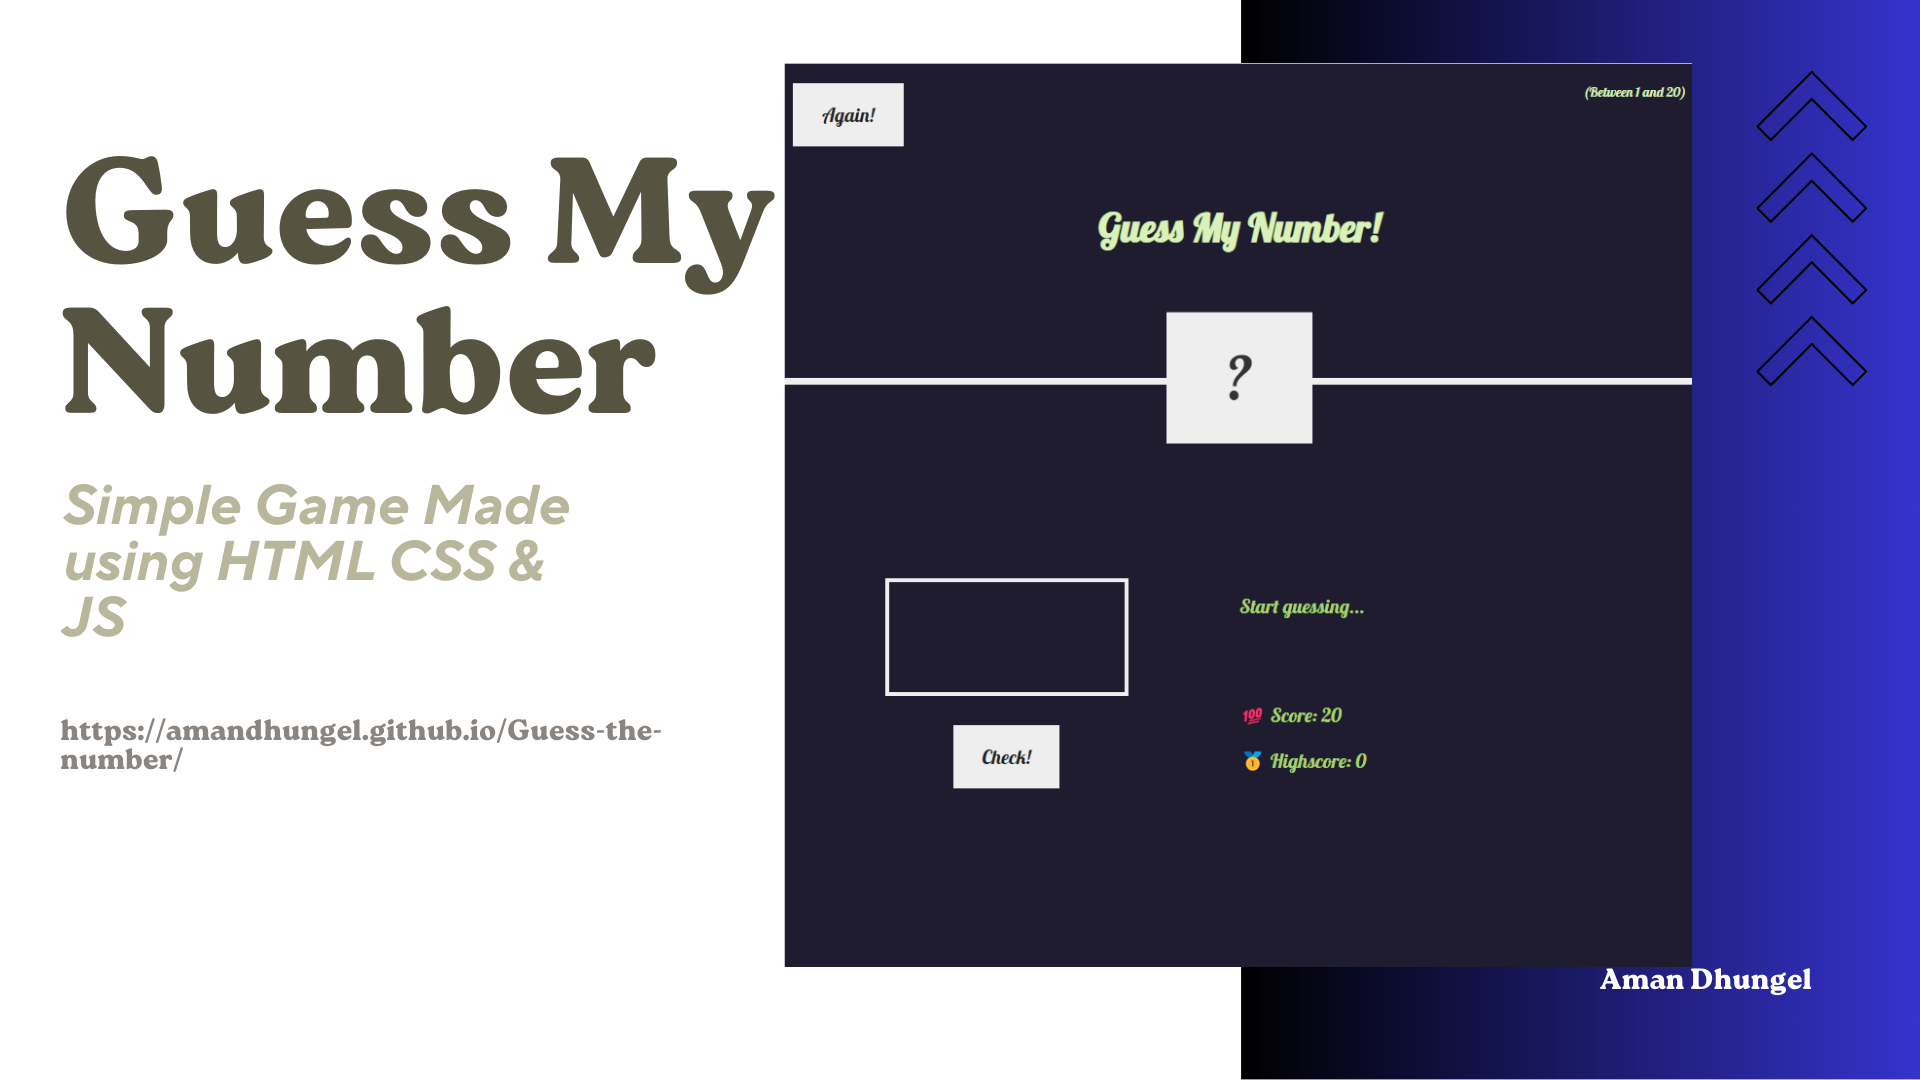 Guess My
Number
Simple Game Made
using HTML CSS &
JS
https://amandhungel.github.io/Guess-the-
number/
Again!
(Between 1 and 20)
Guess My Number!
?
Start guessing...
💯 Score: 20
🥇 Highscore: 0
Check!
Aman Dhungel